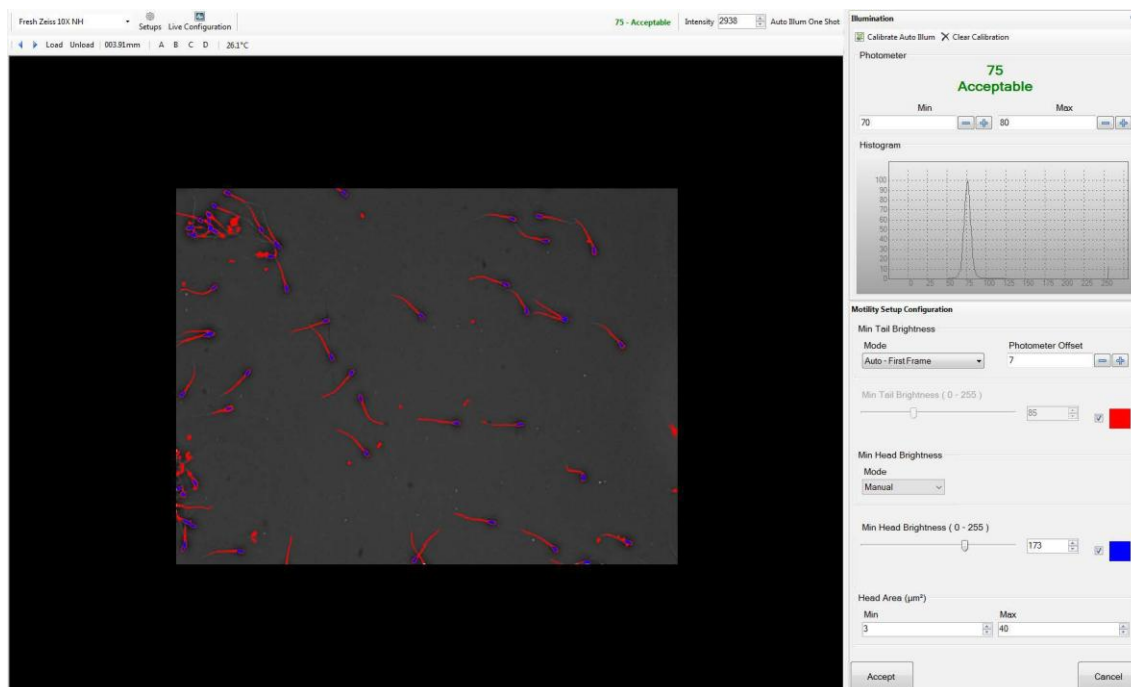 Fresh Zeiss 10X NH
Setups Live Configuration
75 - Acceptable Intensity 2938 Auto Illum One Shot
Load Unload 003.91mm A B C D 26.1°C
Illumination
Calibrate Auto Illum Clear Calibration
Photometer
75
Acceptable
Min Max
70 80
Histogram
100
90
80
70
60
50
40
30
20
10
0
0 25 50 75 100 125 150 175 200 225 250
Motility Setup Configuration
Min Tail Brightness
Mode Photometer Offset
Auto - First Frame 7
Min Tail Brightness ( 0 - 255 )
85
Min Head Brightness
Mode
Manual
Min Head Brightness ( 0 - 255 )
173
Head Area (µm²)
Min Max
3 40
Accept Cancel